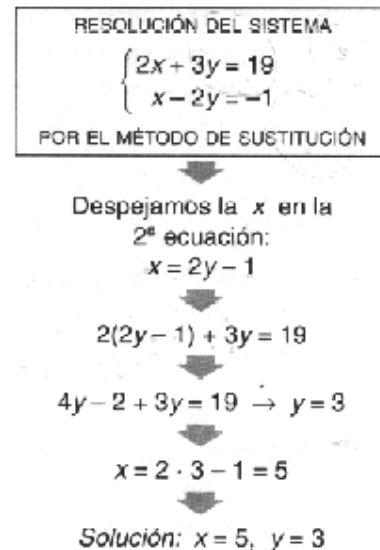 RESOLUCIÓN DEL SISTEMA
2x + 3y = 19
x − 2y = −1
POR EL MÉTODO DE SUSTITUCIÓN
Despejamos la x en la
2ª ecuación:
x = 2y − 1
2(2y − 1) + 3y = 19
4y − 2 + 3y = 19 → y = 3
x = 2 · 3 − 1 = 5
Solución: x = 5, y = 3